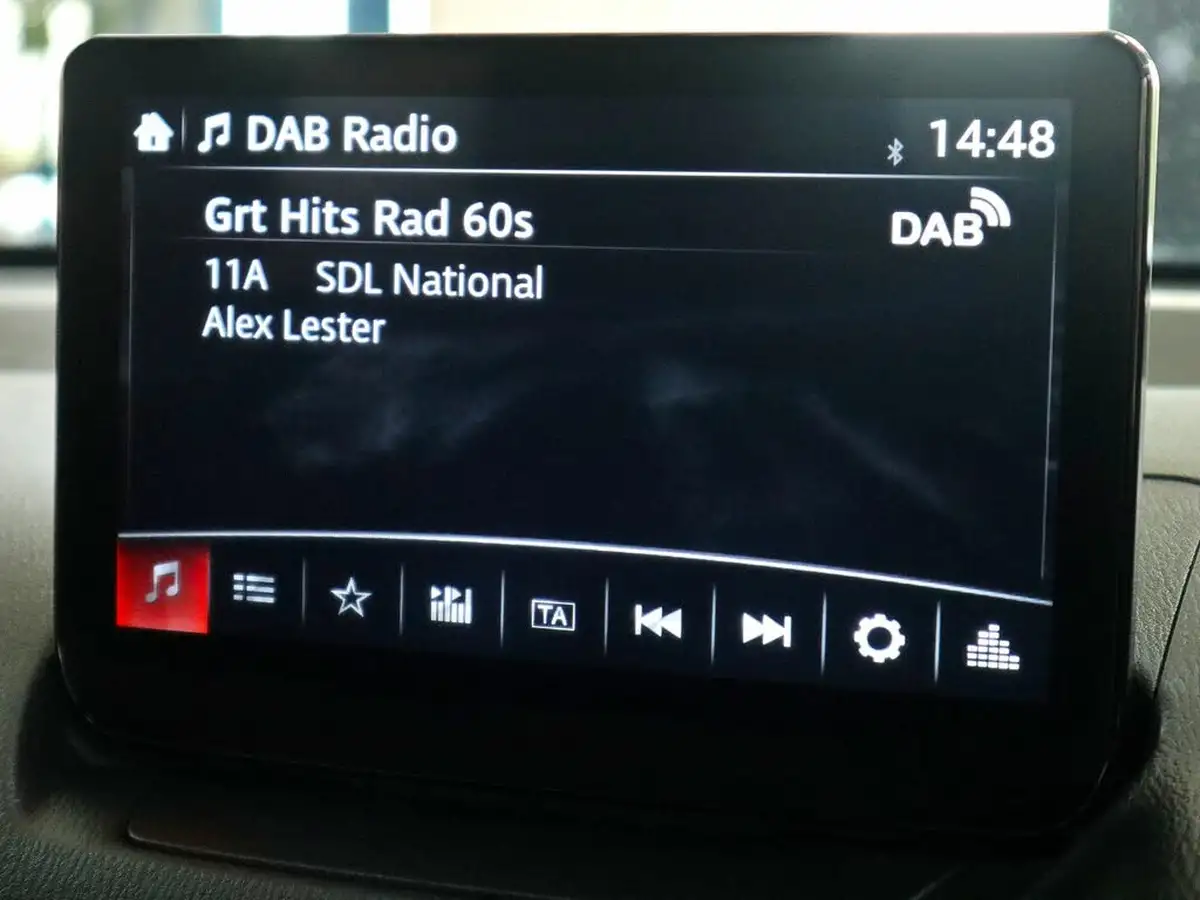 DAB Radio 14:48
Grt Hits Rad 60s DAB
11A SDL National
Alex Lester
TA